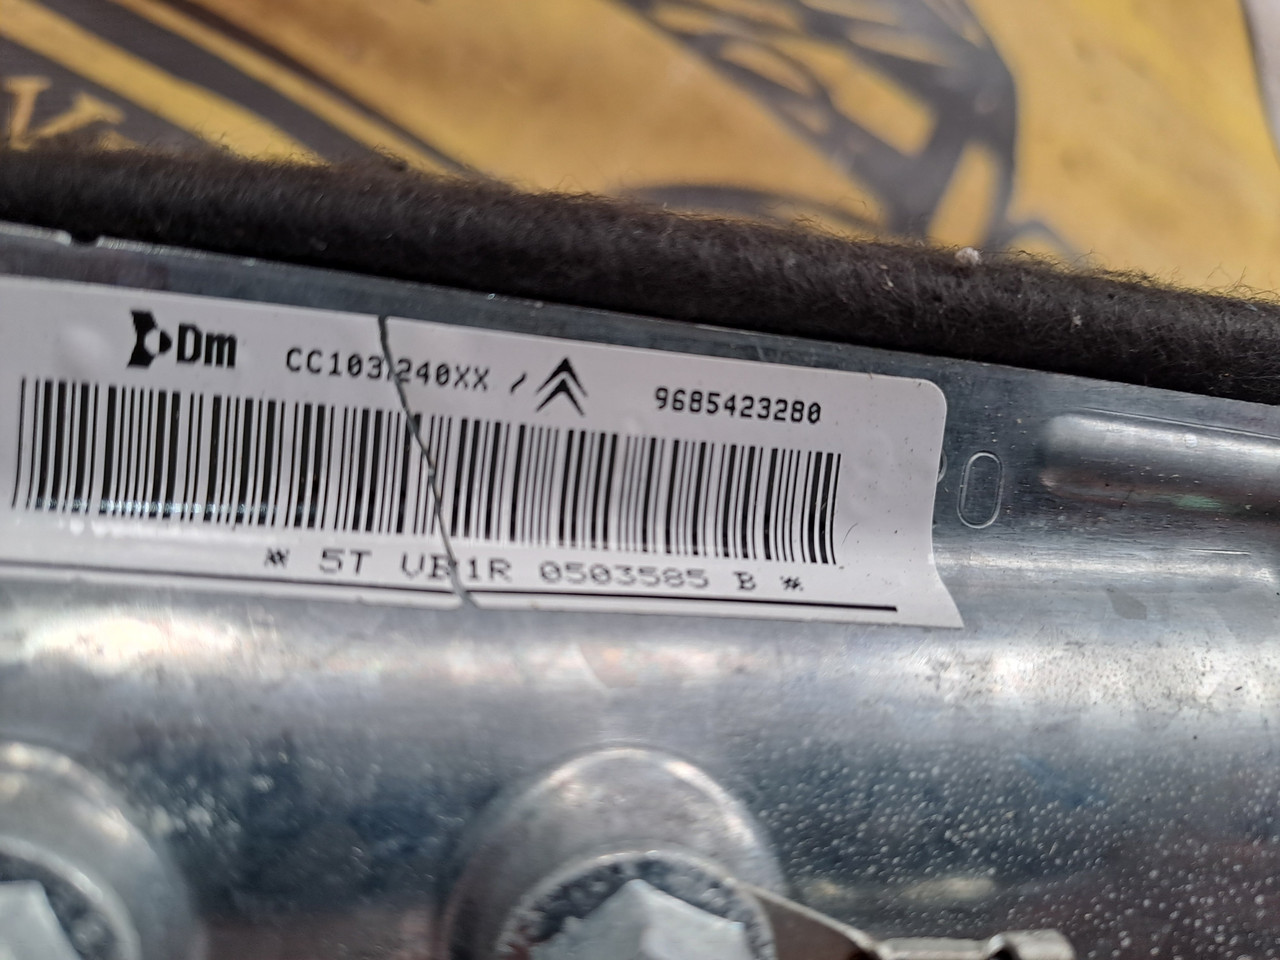 Dm CC103240XX / 9685423280
* 5T VB1R 0503585 B *